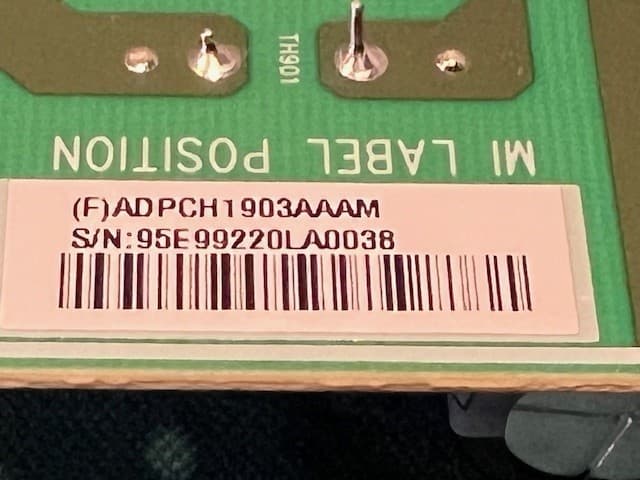 TH901
MI LABEL POSITION
(F)ADPCH1903AAAM
S/N:95E99220LA0038